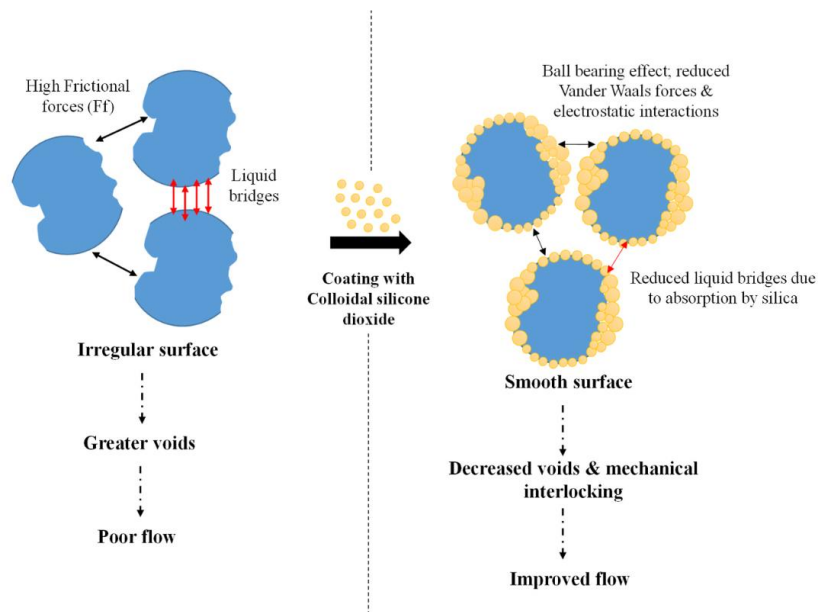 High Frictional
forces (Ff)
Liquid
bridges
Irregular surface
Greater voids
Poor flow
Coating with
Colloidal silicone
dioxide
Ball bearing effect; reduced
Vander Waals forces &
electrostatic interactions
Reduced liquid bridges due
to absorption by silica
Smooth surface
Decreased voids & mechanical
interlocking
Improved flow